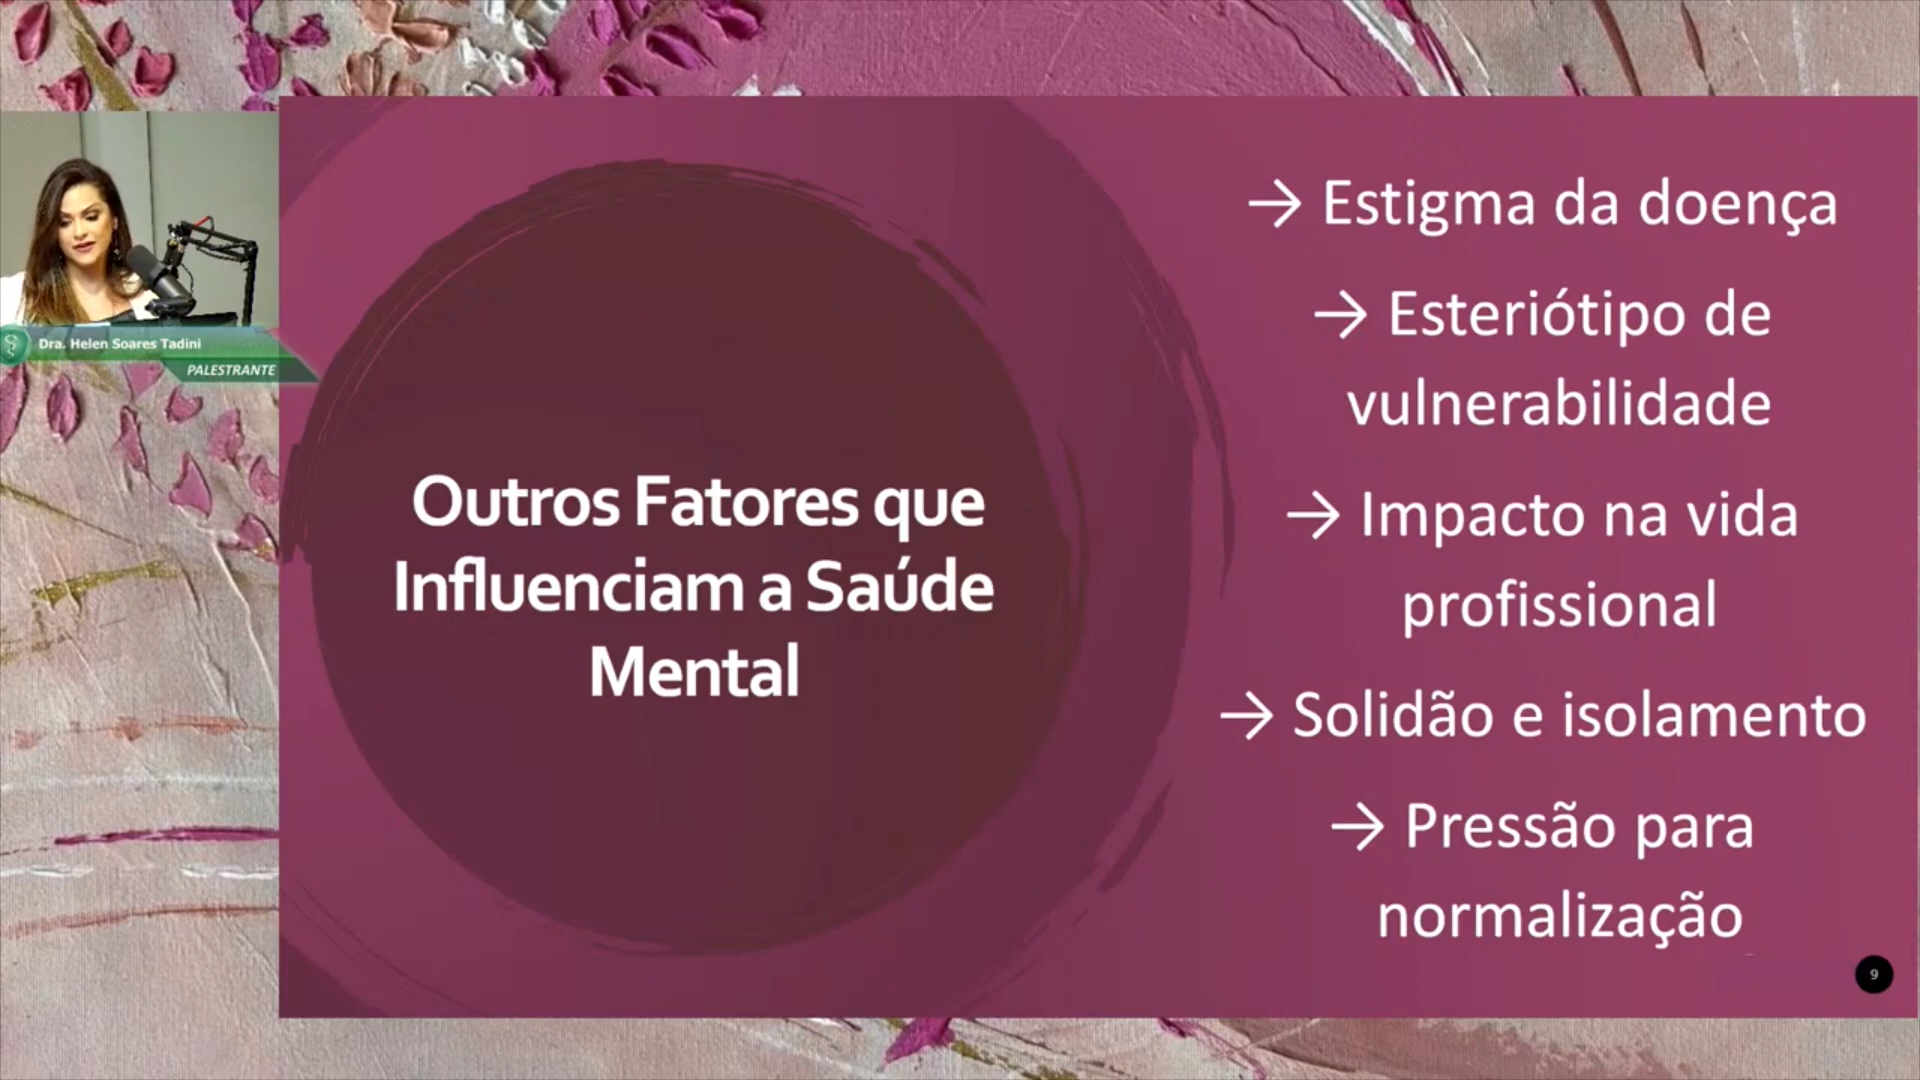 Dra. Helen Soares Tadini
PALESTRANTE
Outros Fatores que
Influenciam a Saúde
Mental
→ Estigma da doença
→ Esteriótipo de
vulnerabilidade
→ Impacto na vida
profissional
→ Solidão e isolamento
→ Pressão para
normalização
9